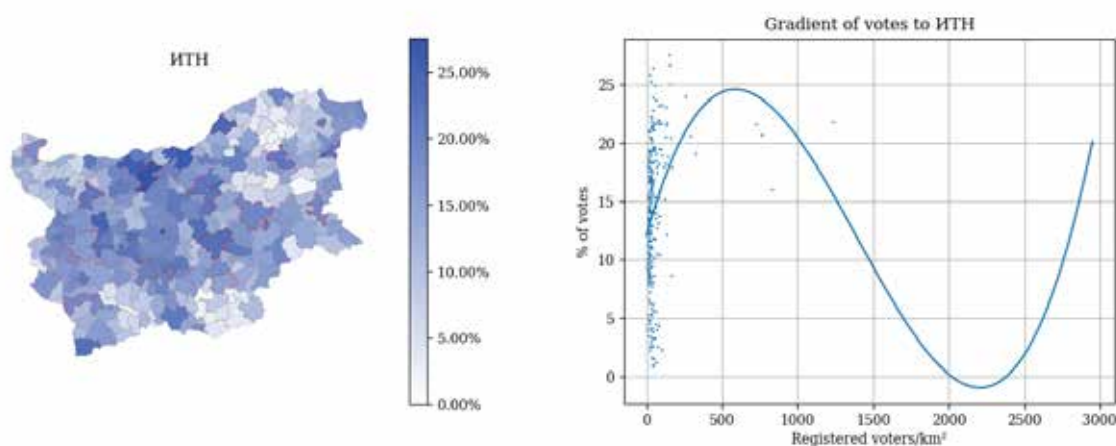 ИТН
25.00%
20.00%
15.00%
10.00%
5.00%
0.00%
Gradient of votes to ИТН
% of votes
25
20
15
10
5
0
0 500 1000 1500 2000 2500 3000
Registered voters/km²